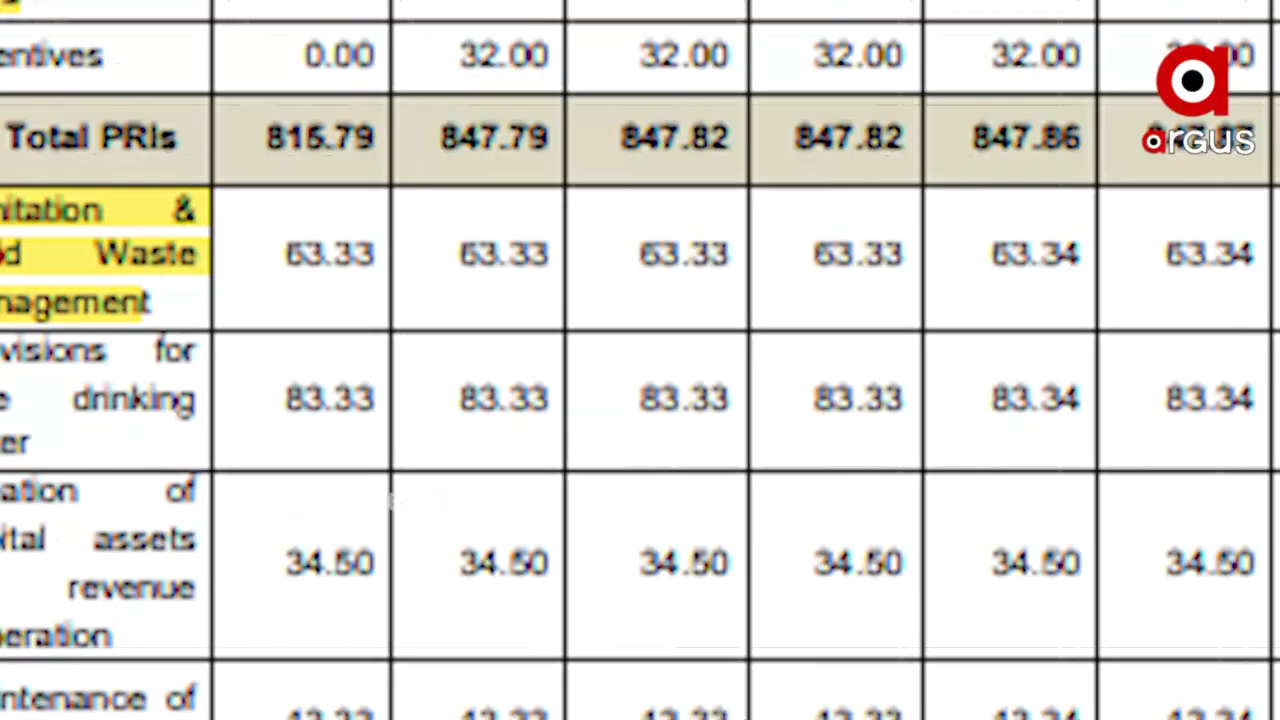 entives 0.00 32.00 32.00 32.00 32.00
Total PRIs 815.79 847.79 847.82 847.82 847.86
argus
nitation &
d Waste 63.33 63.33 63.33 63.33 63.34 63.34
nagement
visions for
e drinking 83.33 83.33 83.33 83.33 83.34 83.34
er
ation of
ital assets
34.50 34.50 34.50 34.50 34.50 34.50
revenue
eration
intenance of